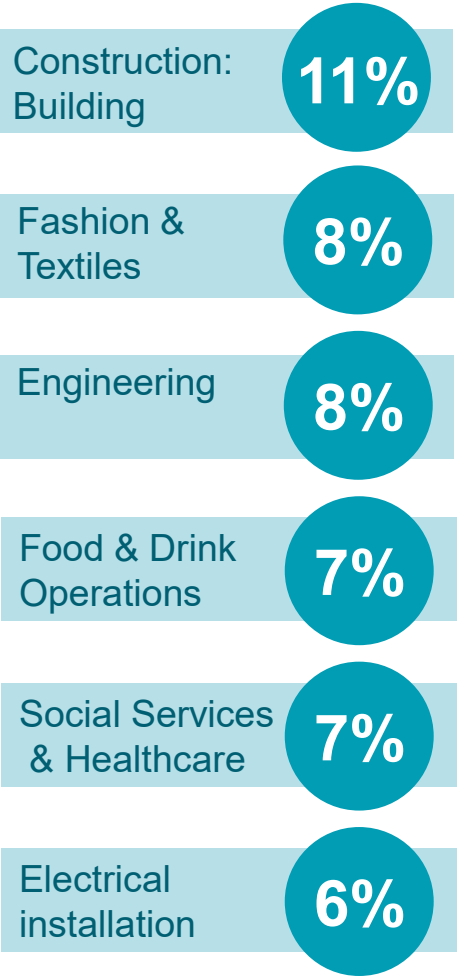 Construction:
Building
11%
Fashion &
Textiles
8%
Engineering
8%
Food & Drink
Operations
7%
Social Services
& Healthcare
7%
Electrical
installation
6%